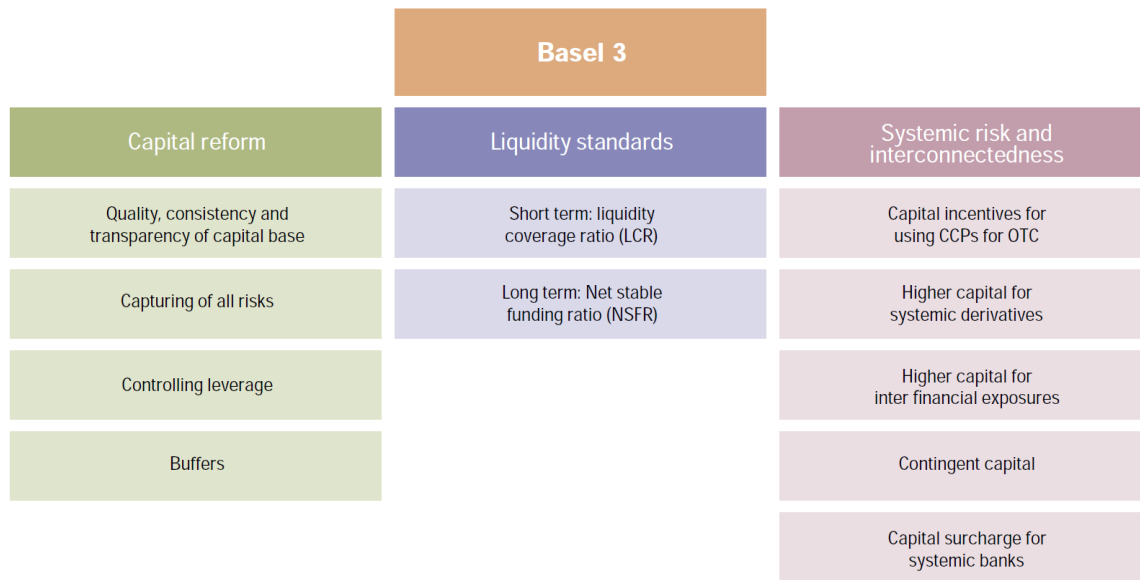 Basel 3
Capital reform
Quality, consistency and
transparency of capital base
Capturing of all risks
Controlling leverage
Buffers
Liquidity standards
Short term: liquidity
coverage ratio (LCR)
Long term: Net stable
funding ratio (NSFR)
Systemic risk and
interconnectedness
Capital incentives for
using CCPs for OTC
Higher capital for
systemic derivatives
Higher capital for
inter financial exposures
Contingent capital
Capital surcharge for
systemic banks